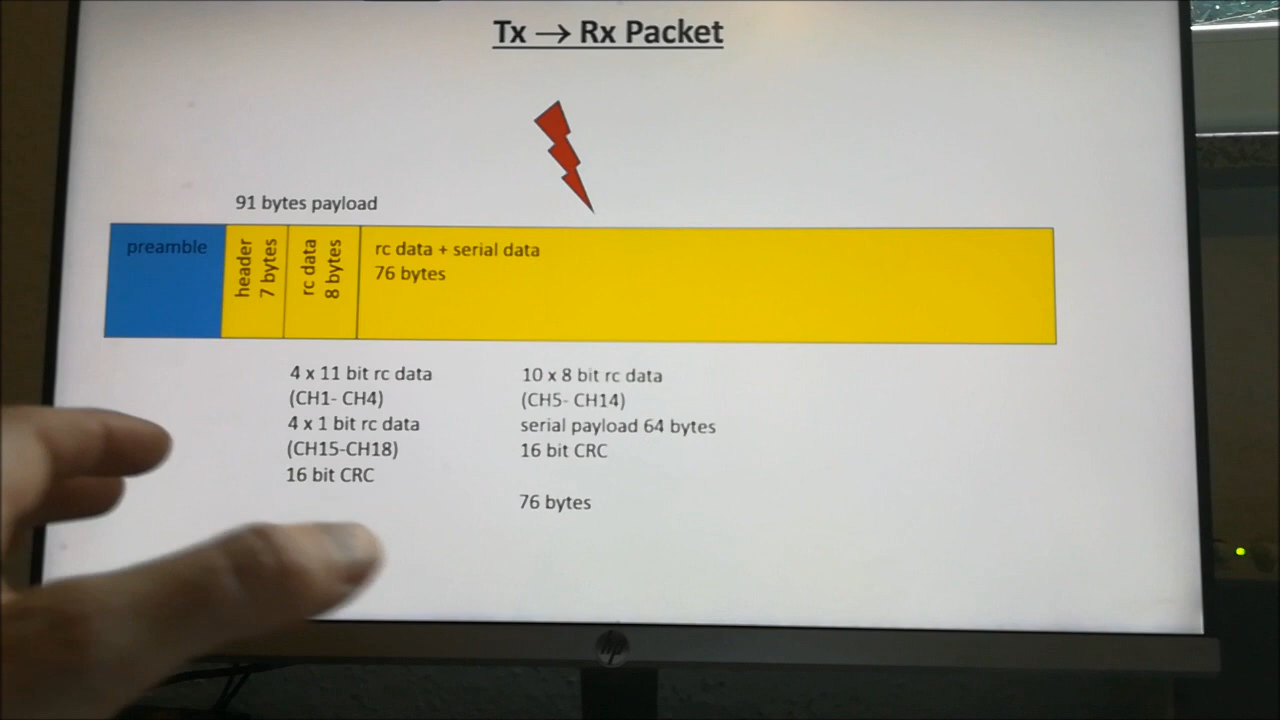 Tx → Rx Packet
91 bytes payload
preamble
header
7 bytes
rc data
8 bytes
rc data + serial data
76 bytes
4 x 11 bit rc data
(CH1- CH4)
4 x 1 bit rc data
(CH15-CH18)
16 bit CRC
10 x 8 bit rc data
(CH5- CH14)
serial payload 64 bytes
16 bit CRC
76 bytes
hp